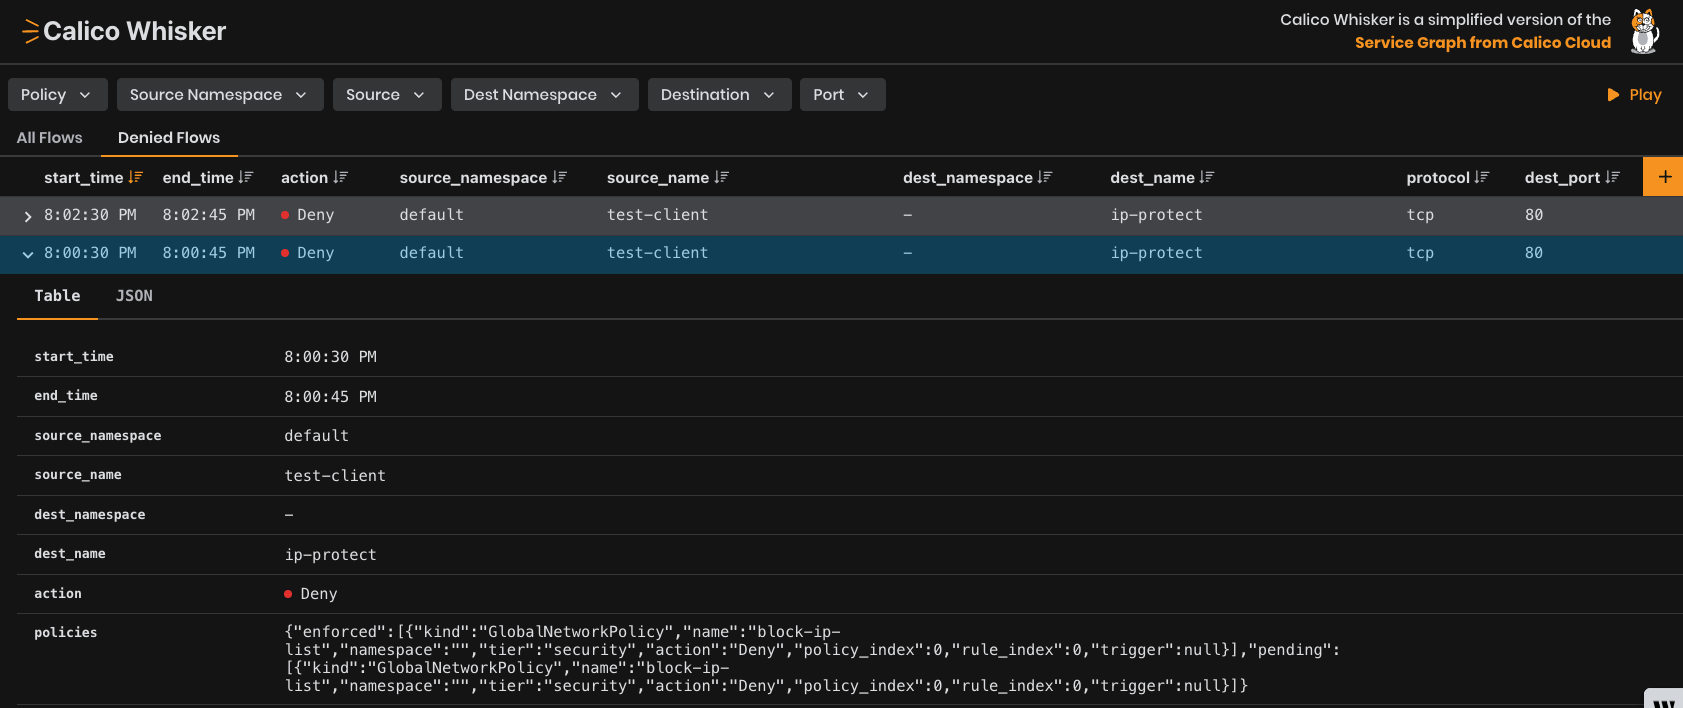 Calico Whisker
Calico Whisker is a simplified version of the
Service Graph from Calico Cloud
Policy Source Namespace Source Dest Namespace Destination Port Play
All Flows Denied Flows
start_time end_time action source_namespace source_name dest_namespace dest_name protocol dest_port +
8:02:30 PM 8:02:45 PM Deny default test-client – ip-protect tcp 80
8:00:30 PM 8:00:45 PM Deny default test-client – ip-protect tcp 80
Table JSON
start_time 8:00:30 PM
end_time 8:00:45 PM
source_namespace default
source_name test-client
dest_namespace –
dest_name ip-protect
action Deny
policies {"enforced":[{"kind":"GlobalNetworkPolicy","name":"block-ip-
list","namespace":"","tier":"security","action":"Deny","policy_index":0,"rule_index":0,"trigger":null}],"pending":
[{"kind":"GlobalNetworkPolicy","name":"block-ip-
list","namespace":"","tier":"security","action":"Deny","policy_index":0,"rule_index":0,"trigger":null}]}